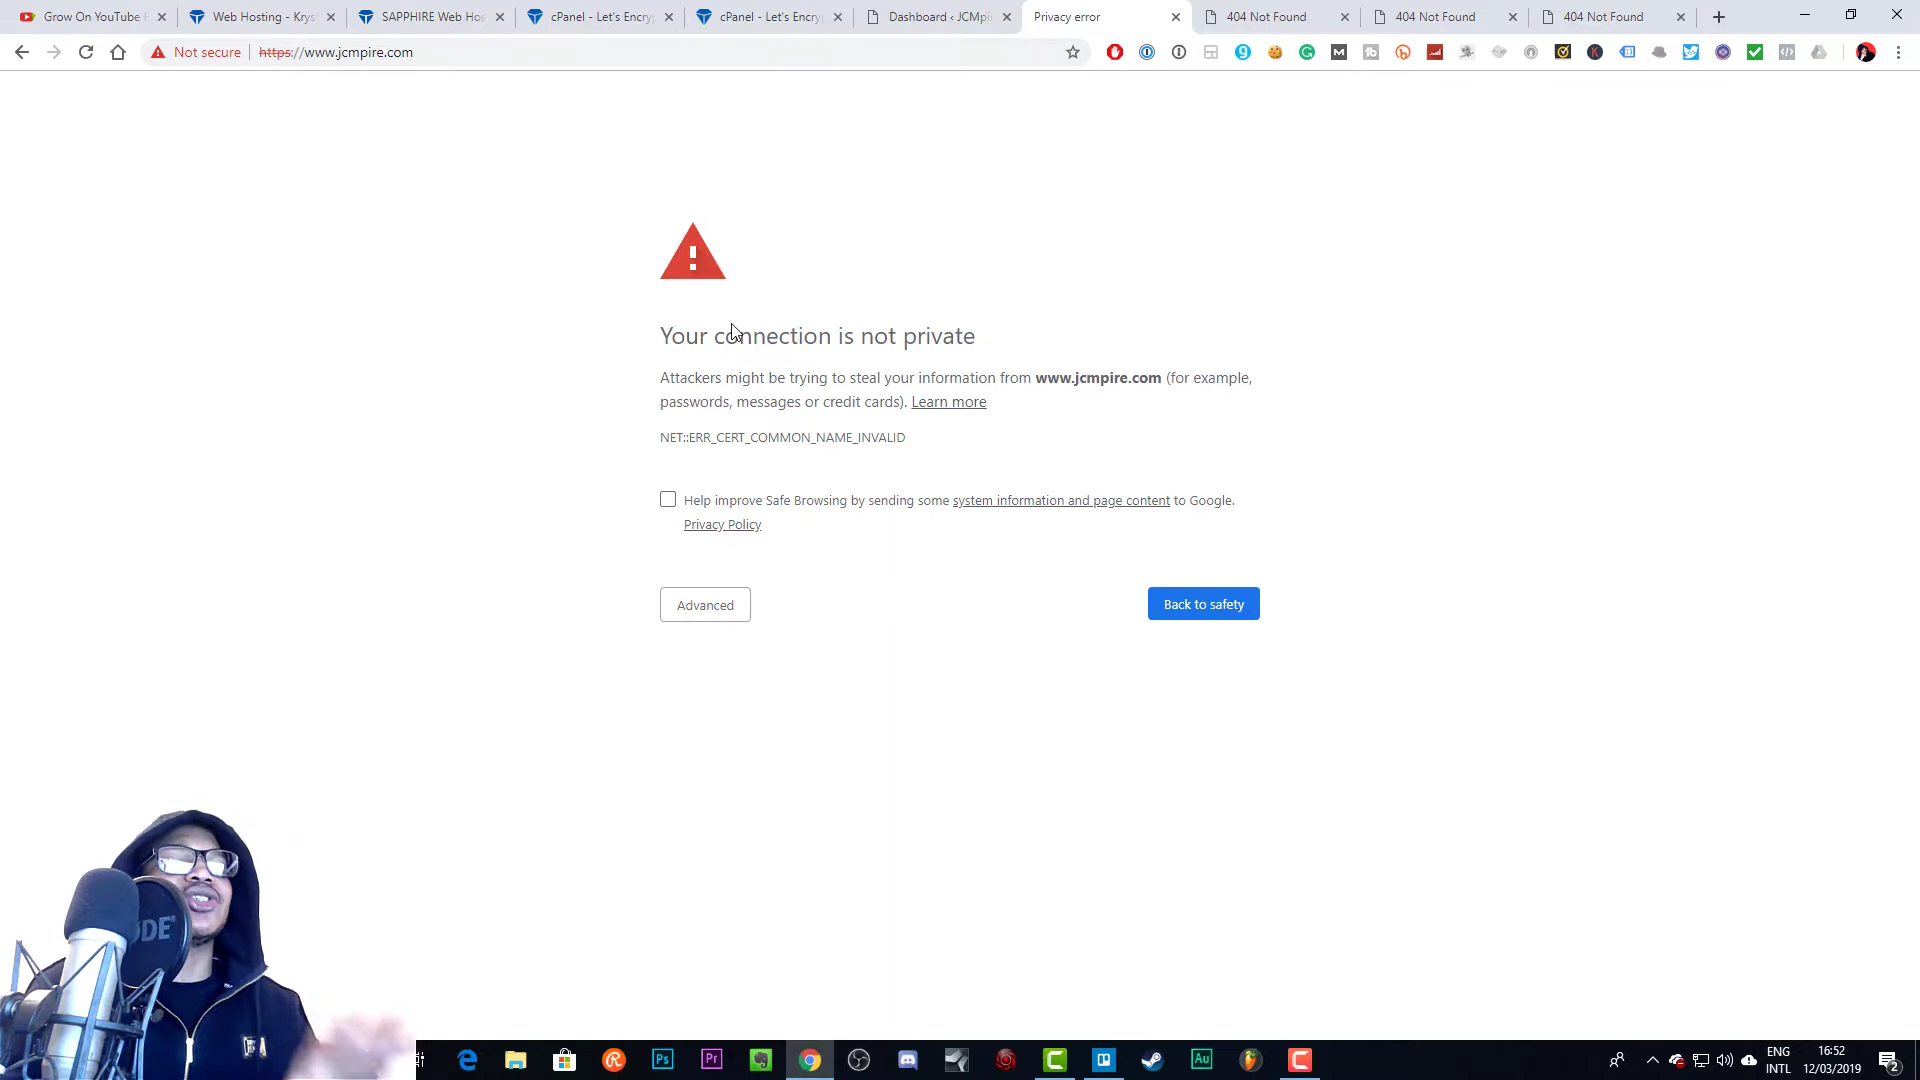 Grow On YouTube
Web Hosting - Krys
SAPPHIRE Web Hos
cPanel - Let's Encry
cPanel - Let's Encry
Dashboard ‹ JCMpi
Privacy error
404 Not Found
404 Not Found
404 Not Found
Not secure
https://www.jcmpire.com
Your connection is not private
Attackers might be trying to steal your information from www.jcmpire.com (for example,
passwords, messages or credit cards). Learn more
NET::ERR_CERT_COMMON_NAME_INVALID
Help improve Safe Browsing by sending some system information and page content to Google.
Privacy Policy
Advanced
Back to safety
Ps
Pr
Au
ENG
INTL
16:52
12/03/2019
2